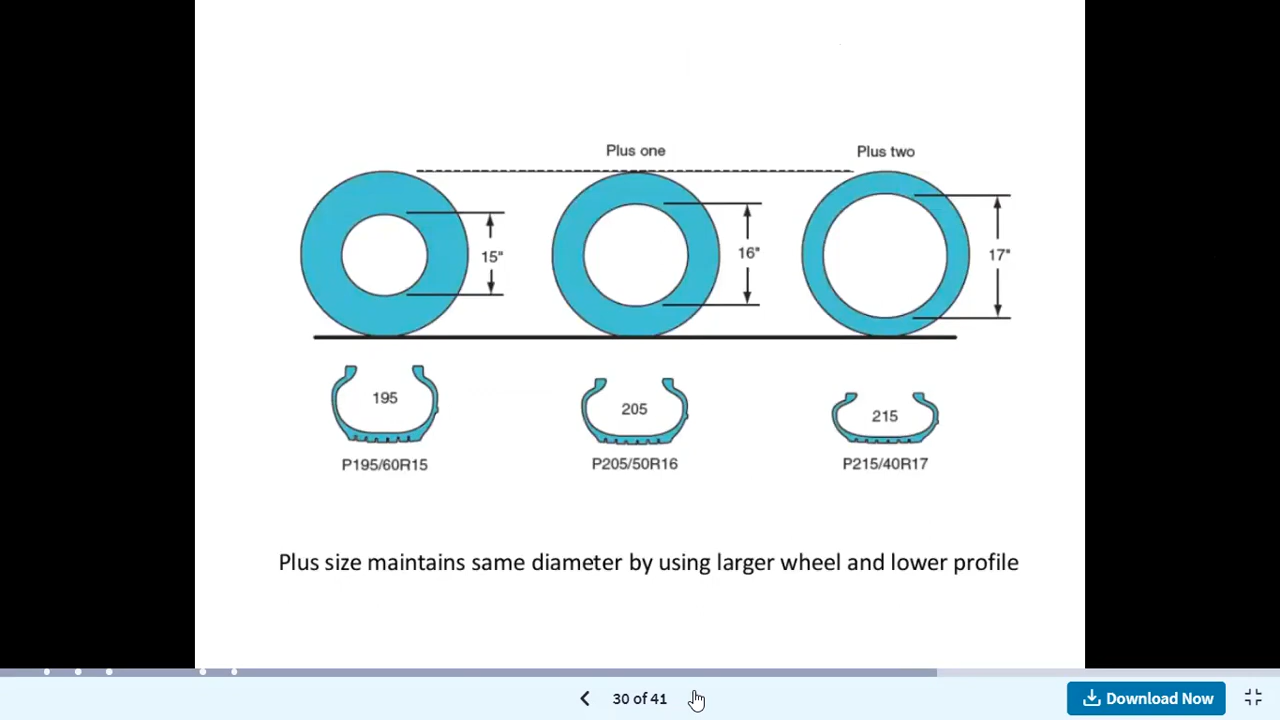 Plus one
Plus two
15"
16"
17"
195
205
215
P195/60R15
P205/50R16
P215/40R17
Plus size maintains same diameter by using larger wheel and lower profile
30 of 41
Download Now